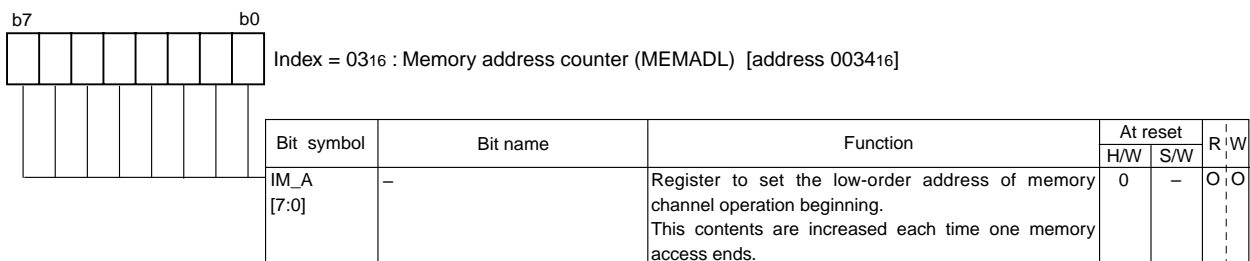 b7 b0
Index = 0316 : Memory address counter (MEMADL) [address 003416]
Bit symbol Bit name Function At reset R W
H/W S/W
IM_A – Register to set the low-order address of memory 0 – O O
[7:0] channel operation beginning.
This contents are increased each time one memory
access ends.